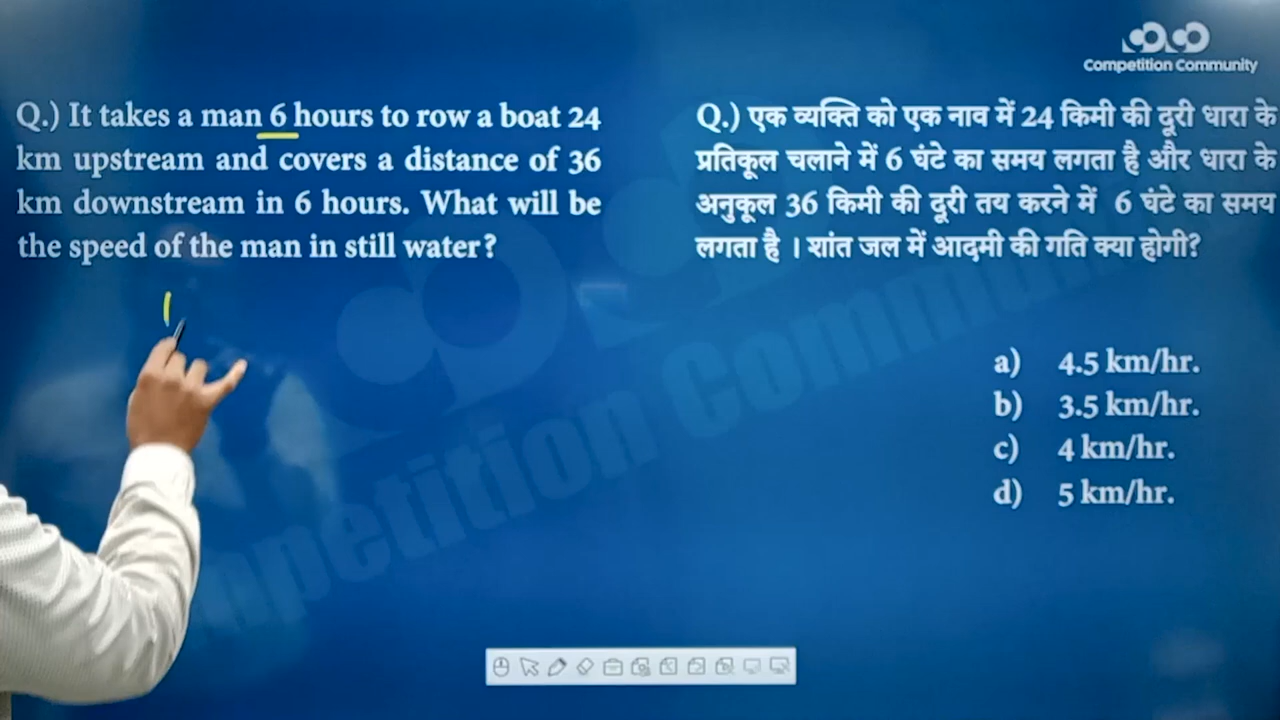 Competition Community
Q.) It takes a man 6 hours to row a boat 24
km upstream and covers a distance of 36
km downstream in 6 hours. What will be
the speed of the man in still water?
Q.) एक व्यक्ति को एक नाव में 24 किमी की दूरी धारा के
प्रतिकूल चलाने में 6 घंटे का समय लगता है और धारा के
अनुकूल 36 किमी की दूरी तय करने में 6 घंटे का समय
लगता है । शांत जल में आदमी की गति क्या होगी?
a) 4.5 km/hr.
b) 3.5 km/hr.
c) 4 km/hr.
d) 5 km/hr.